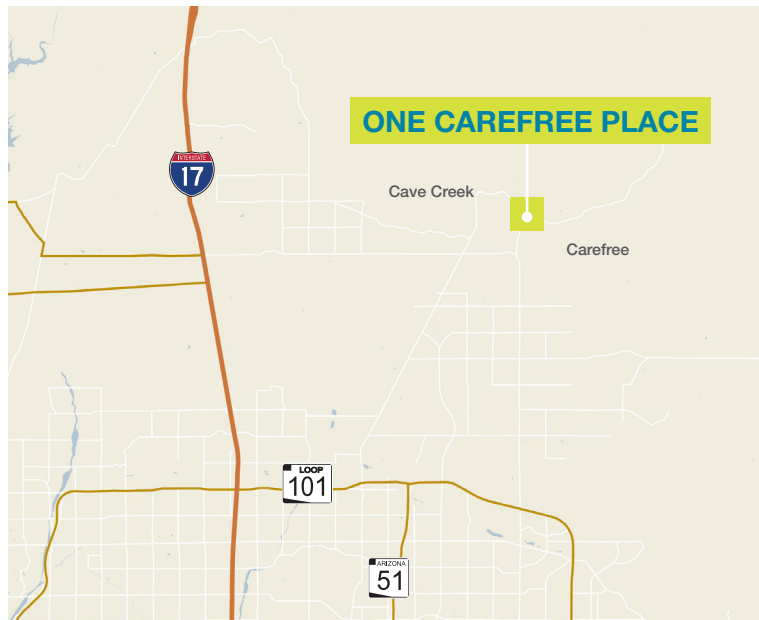 ONE CAREFREE PLACE
INTERSTATE
17
Cave Creek
Carefree
LOOP
101
ARIZONA
51